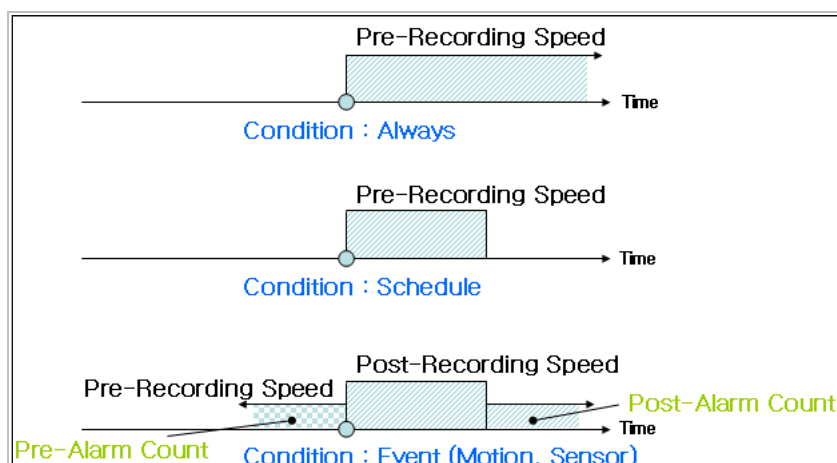 Pre-Recording Speed
Time
Condition : Always
Pre-Recording Speed
Time
Condition : Schedule
Post-Recording Speed
Pre-Recording Speed
Post-Alarm Count
Time
Pre-Alarm Count
Condition : Event (Motion, Sensor)